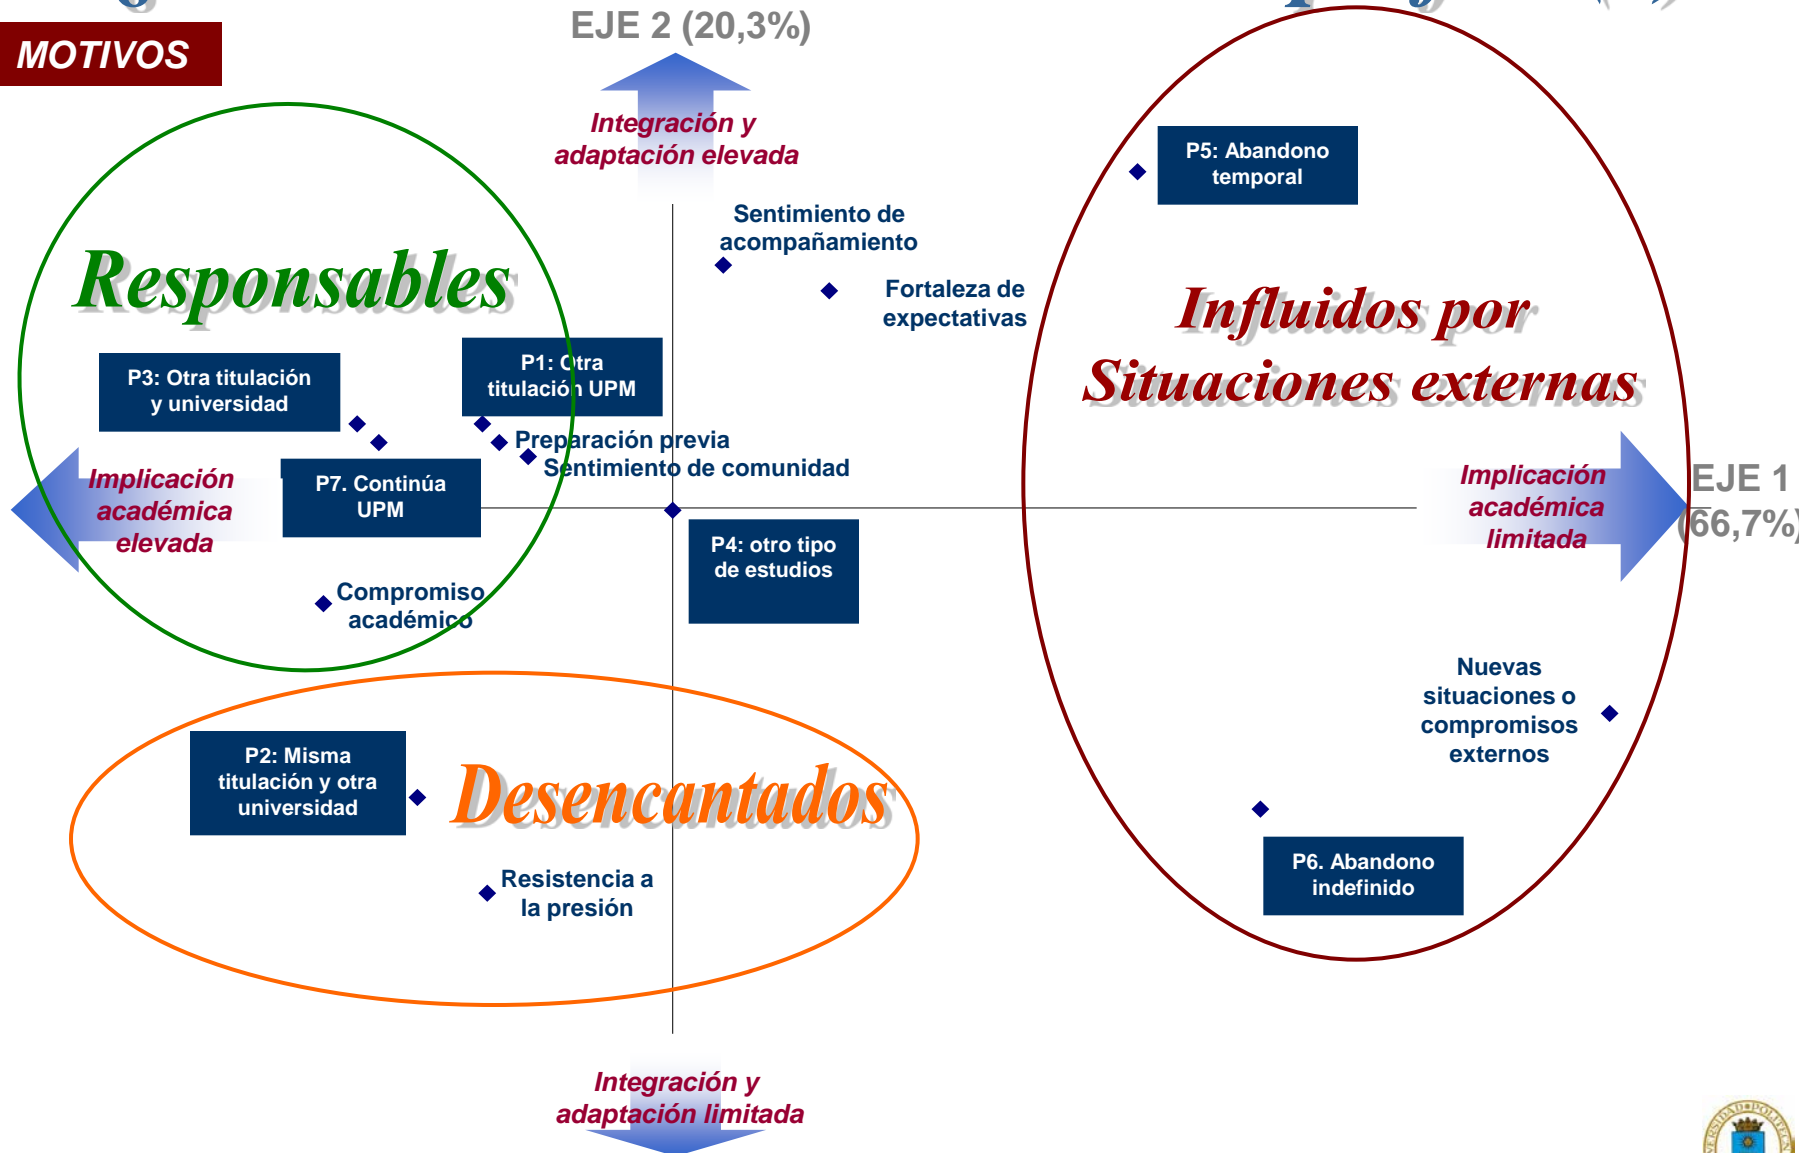 EJE 2 (20,3%)
MOTIVOS
Integración y
adaptación elevada
P5: Abandono
temporal
Sentimiento de
acompañamiento
Responsables
Fortaleza de
expectativas
Influidos por
Situaciones externas
P3: Otra titulación
y universidad
P1: Otra
titulación UPM
Preparación previa
Sentimiento de comunidad
Implicación
académica
elevada
P7. Continúa
UPM
Implicación
académica
limitada
EJE 1
(66,7%)
P4: otro tipo
de estudios
Compromiso
académico
Nuevas
situaciones o
compromisos
externos
P2: Misma
titulación y otra
universidad
Desencantados
P6. Abandono
indefinido
Resistencia a
la presión
Integración y
adaptación limitada